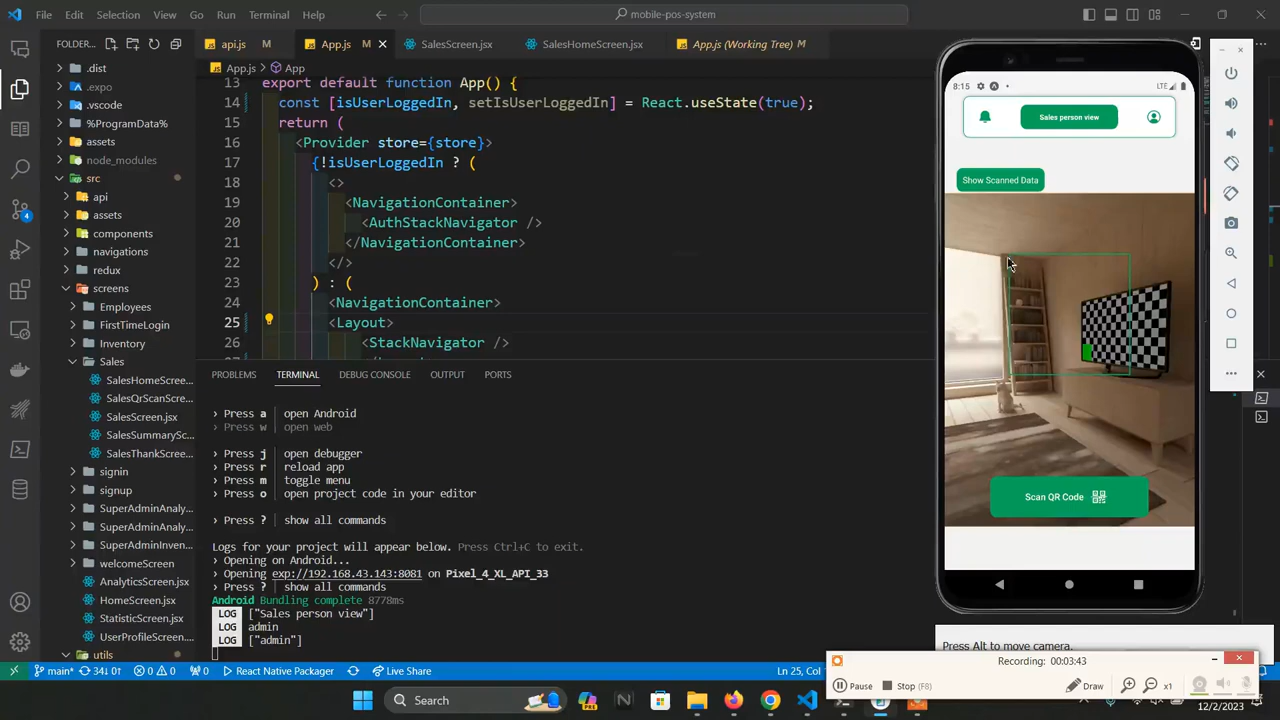 File Edit Selection View Go Run Terminal Help
mobile-pos-system
FOLDER...
api.js M
App.js M
SalesScreen.jsx
SalesHomeScreen.jsx
App.js (Working Tree) M
App.js > App
.dist
.expo
.vscode
%ProgramData%
assets
node_modules
src
api
assets
components
navigations
redux
screens
Employees
FirstTimeLogin
Inventory
Sales
SalesHomeScree...
SalesQrScanScre...
SalesScreen.jsx
SalesSummarySc...
SalesThankScree...
signin
signup
SuperAdminAnaly...
SuperAdminAnaly...
SuperAdminInven...
welcomeScreen
AnalyticsScreen.jsx
HomeScreen.jsx
StatisticScreen.jsx
UserProfileScreen...
utils
13 export default function App() {
14 const [isUserLoggedIn, setIsUserLoggedIn] = React.useState(true);
15 return (
16 <Provider store={store}>
17 {!isUserLoggedIn ? (
18 <>
19 <NavigationContainer>
20 <AuthStackNavigator />
21 </NavigationContainer>
22 </>
23 ) : (
24 <NavigationContainer>
25 <Layout>
26 <StackNavigator />
PROBLEMS TERMINAL DEBUG CONSOLE OUTPUT PORTS
› Press a | open Android
› Press w | open web
› Press j | open debugger
› Press r | reload app
› Press m | toggle menu
› Press o | open project code in your editor
› Press ? | show all commands
Logs for your project will appear below. Press Ctrl+C to exit.
› Opening on Android...
› Opening exp://192.168.43.143:8081 on Pixel_4_XL_API_33
› Press ? | show all commands
Android Bundling complete 8778ms
LOG ["Sales person view"]
LOG admin
LOG ["admin"]
8:15 LTE
Sales person view
Show Scanned Data
Scan QR Code
Press Alt to move camera.
Recording: 00:03:43
Pause Stop (F8) Draw x1
main* 34↓ 0↑ 0 0 0 React Native Packager Live Share Ln 25, Col
4
Search
PRE
12/2/2023